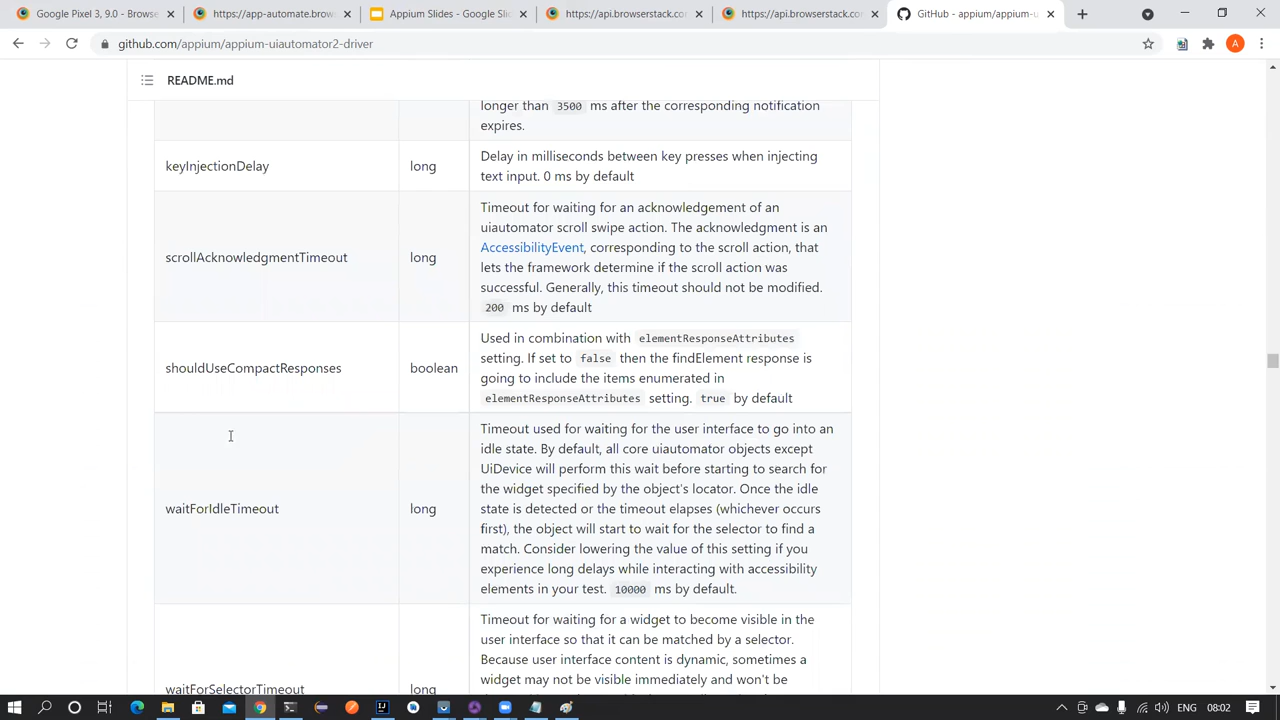 Google Pixel 3, 9.0 - Browse
https://app-automate.brow
Appium Slides - Google Sl
https://api.browserstack.co
https://api.browserstack.co
GitHub - appium/appium-u
github.com/appium/appium-uiautomator2-driver
A
README.md
longer than 3500 ms after the corresponding notification
expires.
keyInjectionDelay
long
Delay in milliseconds between key presses when injecting
text input. 0 ms by default
scrollAcknowledgmentTimeout
long
Timeout for waiting for an acknowledgement of an
uiautomator scroll swipe action. The acknowledgment is an
AccessibilityEvent, corresponding to the scroll action, that
lets the framework determine if the scroll action was
successful. Generally, this timeout should not be modified.
200 ms by default
shouldUseCompactResponses
boolean
Used in combination with elementResponseAttributes
setting. If set to false then the findElement response is
going to include the items enumerated in
elementResponseAttributes setting. true by default
waitForIdleTimeout
long
Timeout used for waiting for the user interface to go into an
idle state. By default, all core uiautomator objects except
UiDevice will perform this wait before starting to search for
the widget specified by the object's locator. Once the idle
state is detected or the timeout elapses (whichever occurs
first), the object will start to wait for the selector to find a
match. Consider lowering the value of this setting if you
experience long delays while interacting with accessibility
elements in your test. 10000 ms by default.
waitForSelectorTimeout
long
Timeout for waiting for a widget to become visible in the
user interface so that it can be matched by a selector.
Because user interface content is dynamic, sometimes a
widget may not be visible immediately and won't be
ENG
08:02